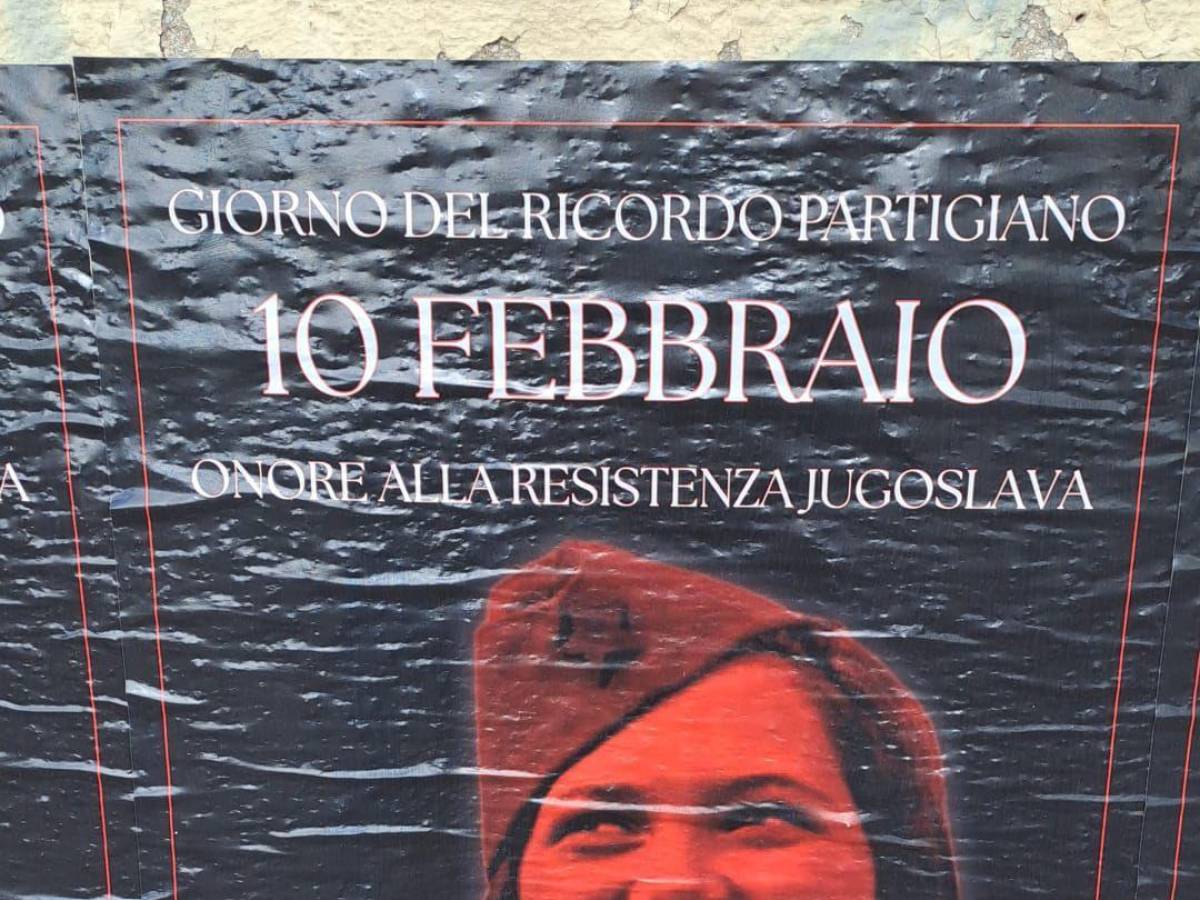 GIORNO DEL RICORDO PARTIGIANO
10 FEBBRAIO
ONORE ALLA RESISTENZA JUGOSLAVA
O
A